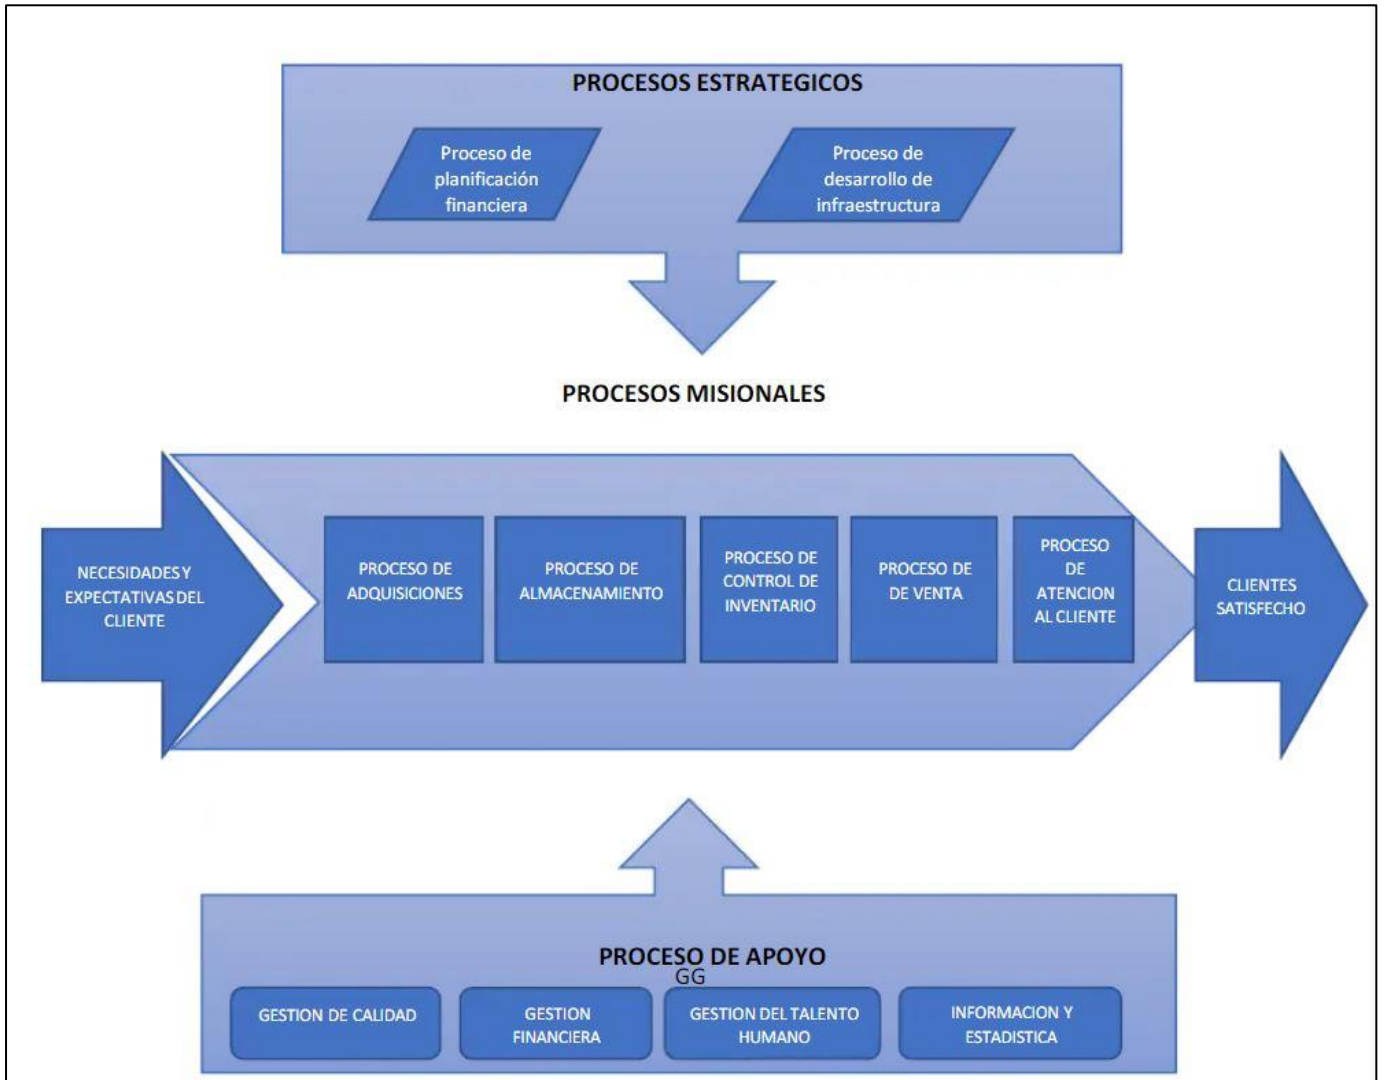 PROCESOS ESTRATEGICOS
Proceso de
planificación
financiera
Proceso de
desarrollo de
infraestructura
PROCESOS MISIONALES
NECESIDADES Y
EXPECTATIVAS DEL
CLIENTE
PROCESO DE
ADQUISICIONES
PROCESO DE
ALMACENAMIENTO
PROCESO DE
CONTROL DE
INVENTARIO
PROCESO DE
DE VENTA
PROCESO
DE
ATENCION
AL CLIENTE
CLIENTES
SATISFECHO
PROCESO DE APOYO
GG
GESTION DE CALIDAD
GESTION
FINANCIERA
GESTION DEL TALENTO
HUMANO
INFORMACION Y
ESTADISTICA